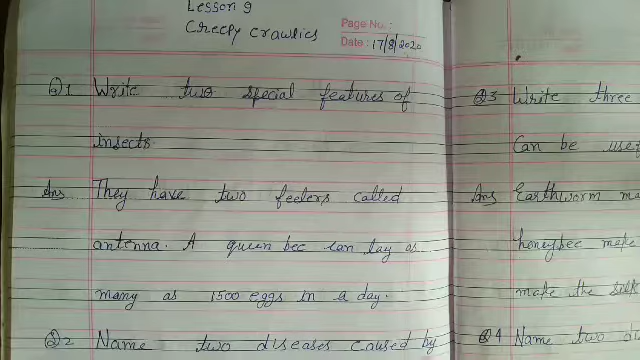 Lesson 9
Creepy Crawlies
Page No.:
Date: 17/8/2020
Q1 Write two special features of
insects.
Ans They have two feelers called
antenna. A queen bee can lay as
many as 1500 eggs in a day.
Q2 Name two diseases caused by
Q3 Write three
Can be
Ans Earthworm
honeybee make
make the silk
Q4 Name two